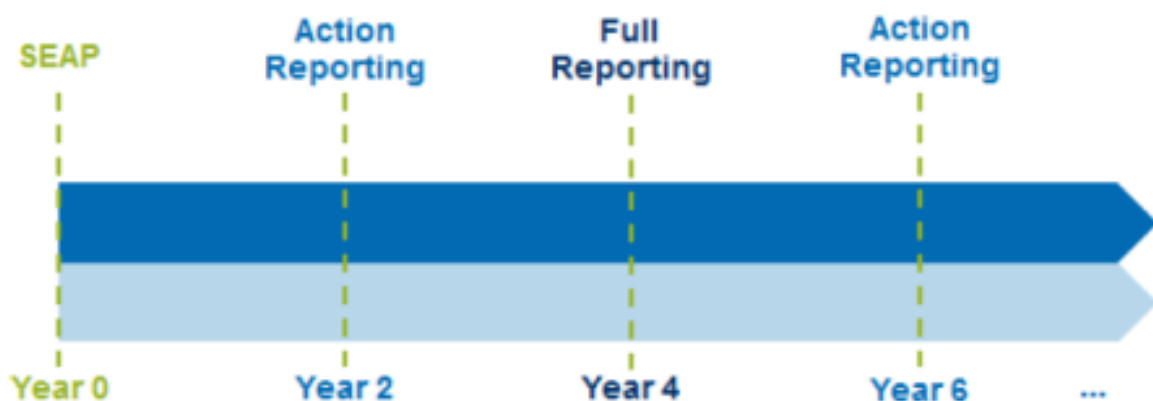 SEAP
Action
Reporting
Full
Reporting
Action
Reporting
Year 0
Year 2
Year 4
Year 6
...